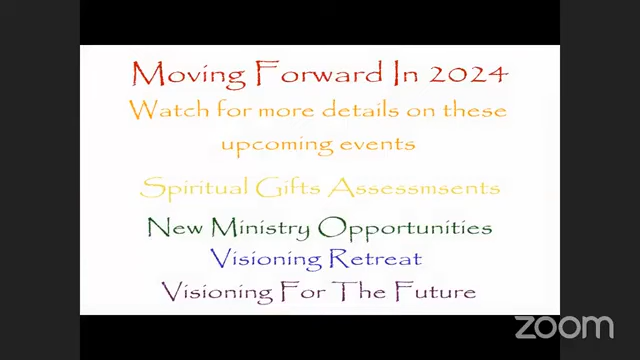 Moving Forward In 2024
Watch for more details on these
upcoming events
Spiritual Gifts Assessmsents
New Ministry Opportunities
Visioning Retreat
Visioning For The Future
zoom